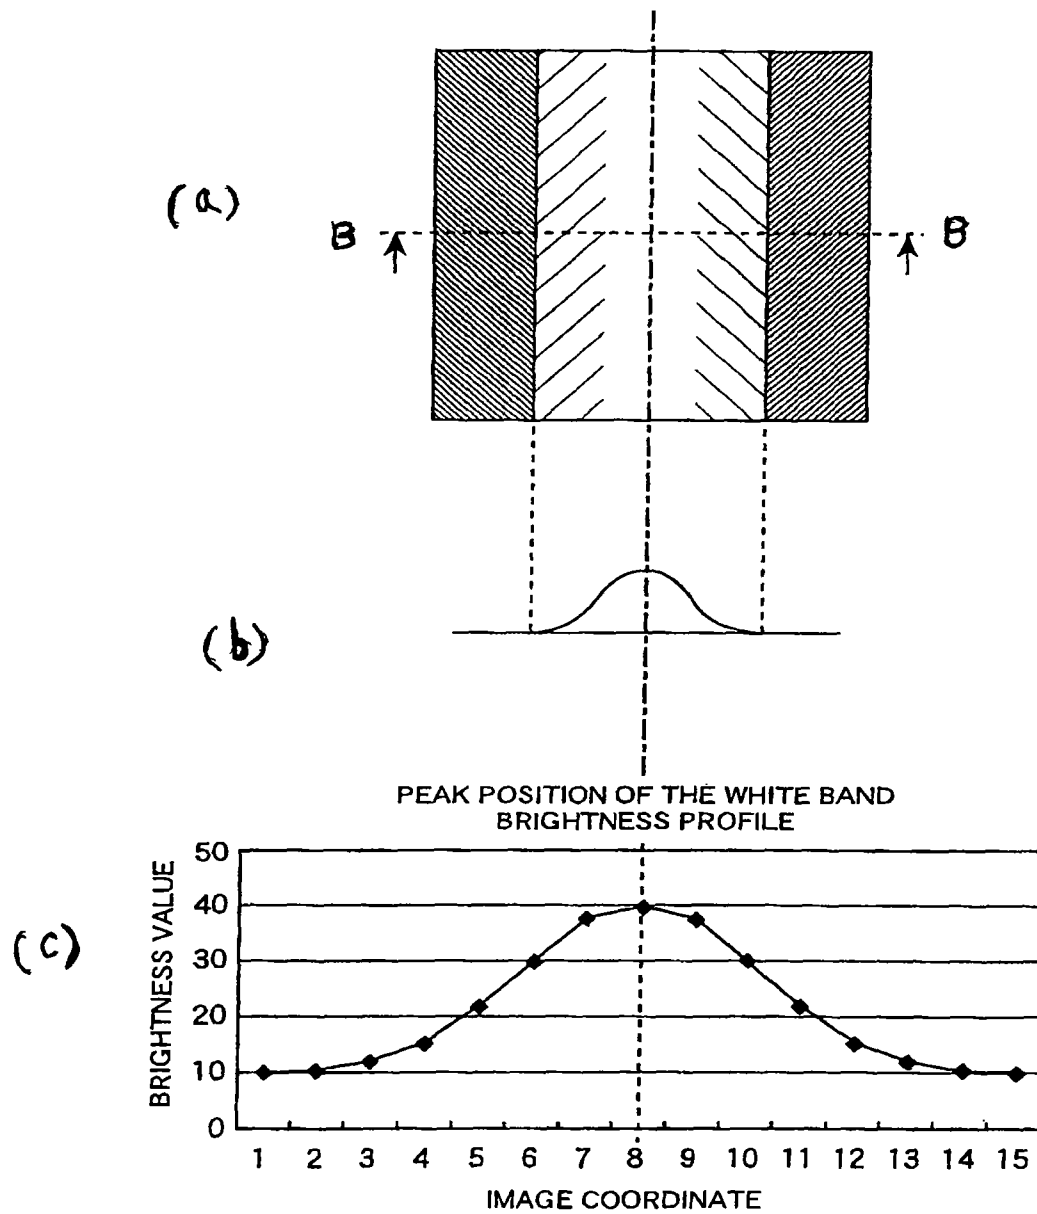 (a)
B B
(b)
PEAK POSITION OF THE WHITE BAND
BRIGHTNESS PROFILE
(c)
BRIGHTNESS VALUE
50
40
30
20
10
0
1 2 3 4 5 6 7 8 9 10 11 12 13 14 15
IMAGE COORDINATE